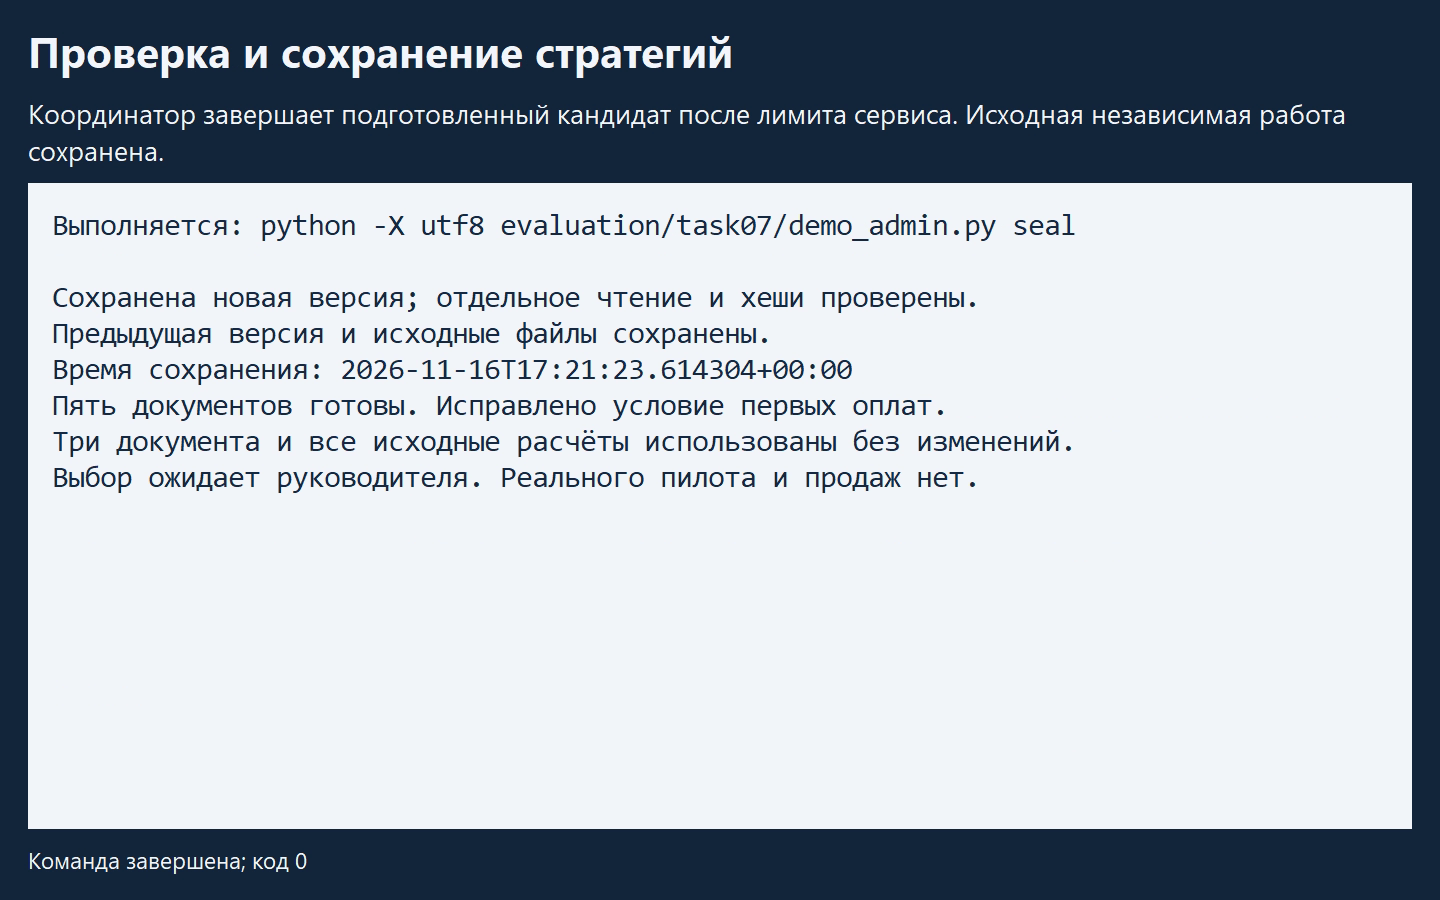 Проверка и сохранение стратегий
Координатор завершает подготовленный кандидат после лимита сервиса. Исходная независимая работа
сохранена.
Выполняется: python -X utf8 evaluation/task07/demo_admin.py seal
Сохранена новая версия; отдельное чтение и хеши проверены.
Предыдущая версия и исходные файлы сохранены.
Время сохранения: 2026-11-16T17:21:23.614304+00:00
Пять документов готовы. Исправлено условие первых оплат.
Три документа и все исходные расчёты использованы без изменений.
Выбор ожидает руководителя. Реального пилота и продаж нет.
Команда завершена; код 0